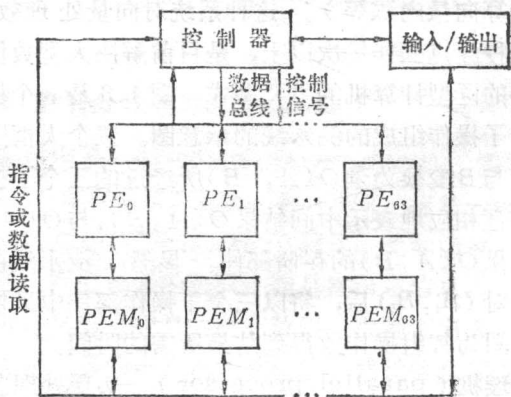 控制器
输入/输出
数据
总线
控制
信号
指令或数据读取
PE₀
PE₁
...
PE₆₃
PEM₀
PEM₁
...
PEM₆₃
...